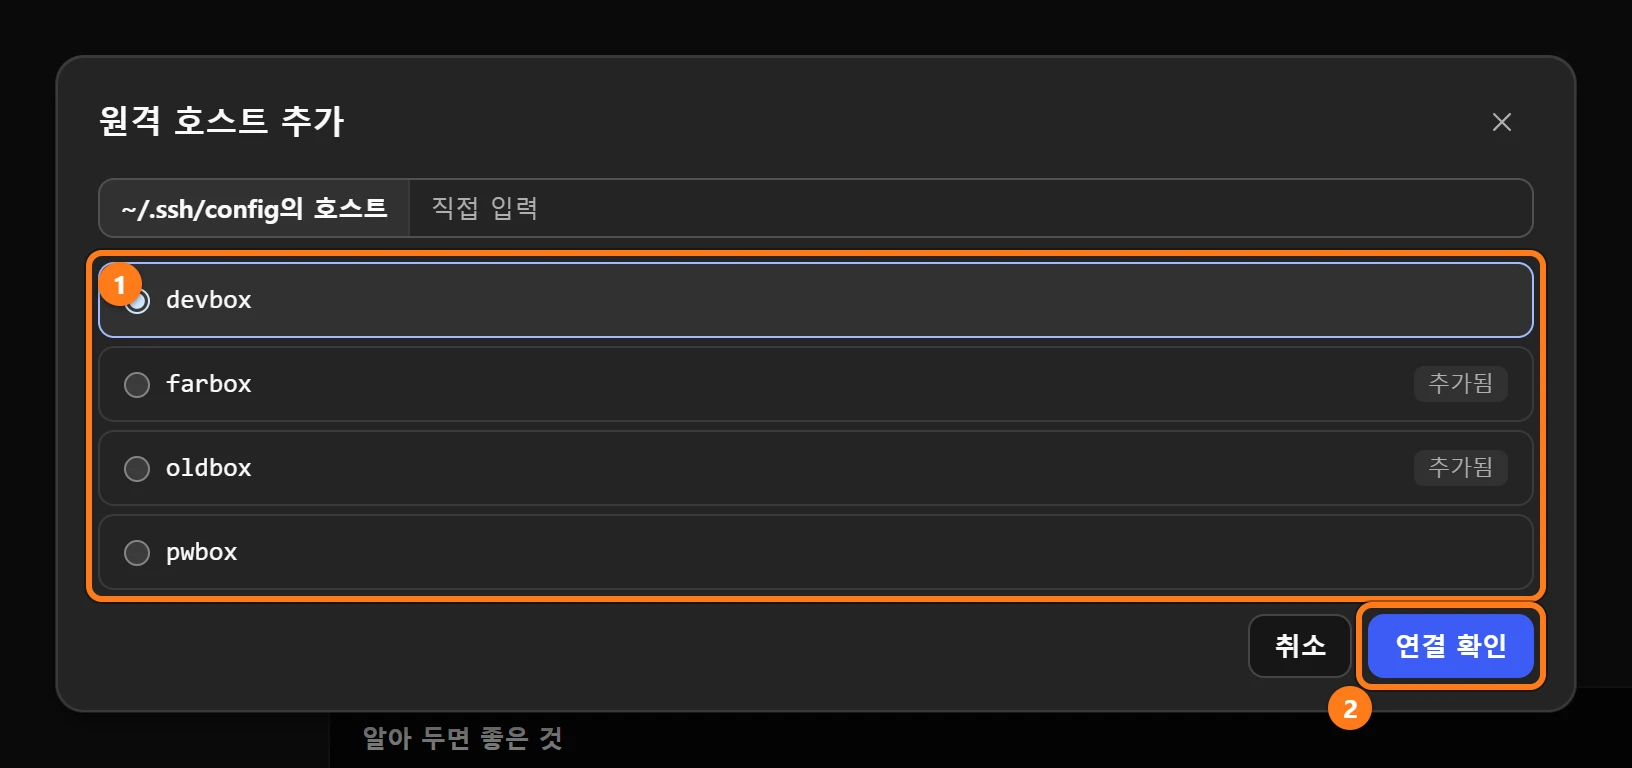 원격 호스트 추가
~/.ssh/config의 호스트
직접 입력
1
devbox
farbox
추가됨
oldbox
추가됨
pwbox
취소
연결 확인
2
알아 두면 좋은 것